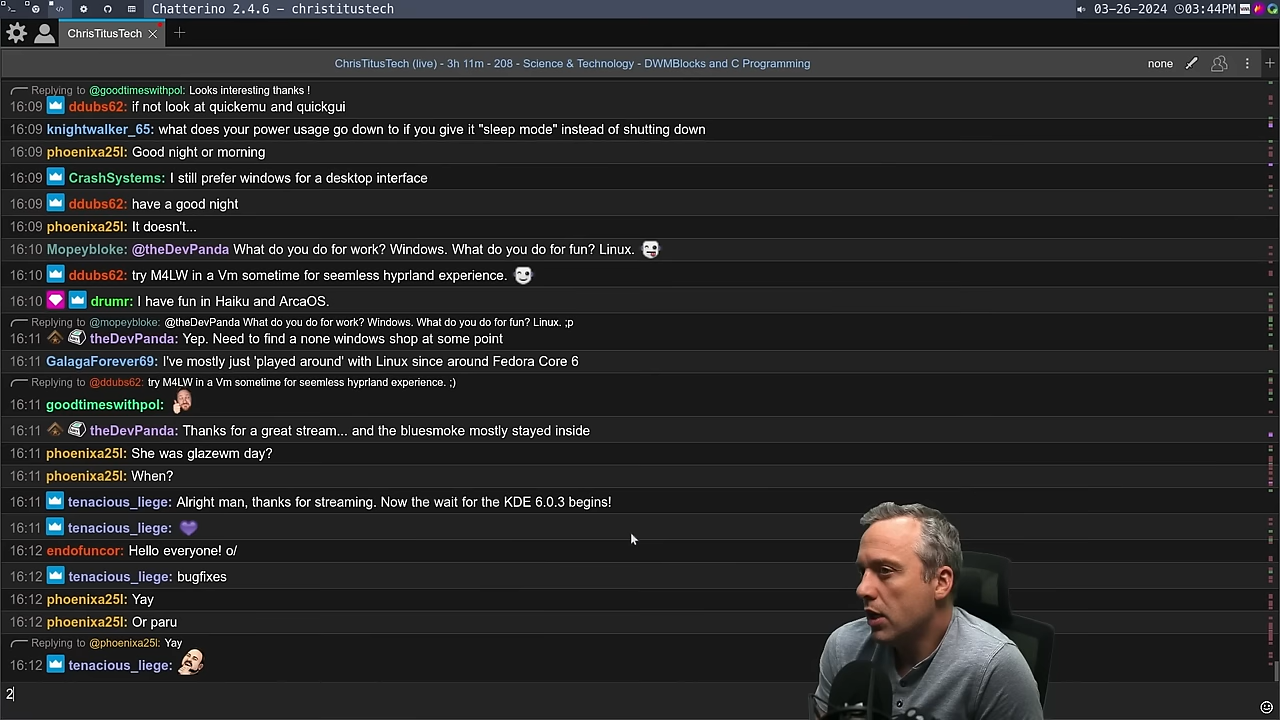 Chatterino 2.4.6 - christitustech
03-26-2024 03:44PM
ChrisTitusTech
ChrisTitusTech (live) - 3h 11m - 208 - Science & Technology - DWMBlocks and C Programming
none
Replying to @goodtimeswithpol: Looks interesting thanks !
16:09 ddubs62: if not look at quickemu and quickgui
16:09 knightwalker_65: what does your power usage go down to if you give it "sleep mode" instead of shutting down
16:09 phoenixa25l: Good night or morning
16:09 CrashSystems: I still prefer windows for a desktop interface
16:09 ddubs62: have a good night
16:09 phoenixa25l: It doesn't...
16:10 Mopeybloke: @theDevPanda What do you do for work? Windows. What do you do for fun? Linux.
16:10 ddubs62: try M4LW in a Vm sometime for seemless hyprland experience.
16:10 drumr: I have fun in Haiku and ArcaOS.
Replying to @mopeybloke: @theDevPanda What do you do for work? Windows. What do you do for fun? Linux. ;p
16:11 theDevPanda: Yep. Need to find a none windows shop at some point
16:11 GalagaForever69: I've mostly just 'played around' with Linux since around Fedora Core 6
Replying to @ddubs62: try M4LW in a Vm sometime for seemless hyprland experience. ;)
16:11 goodtimeswithpol:
16:11 theDevPanda: Thanks for a great stream... and the bluesmoke mostly stayed inside
16:11 phoenixa25l: She was glazewm day?
16:11 phoenixa25l: When?
16:11 tenacious_liege: Alright man, thanks for streaming. Now the wait for the KDE 6.0.3 begins!
16:11 tenacious_liege:
16:12 endofuncor: Hello everyone! o/
16:12 tenacious_liege: bugfixes
16:12 phoenixa25l: Yay
16:12 phoenixa25l: Or paru
Replying to @phoenixa25l: Yay
16:12 tenacious_liege:
2